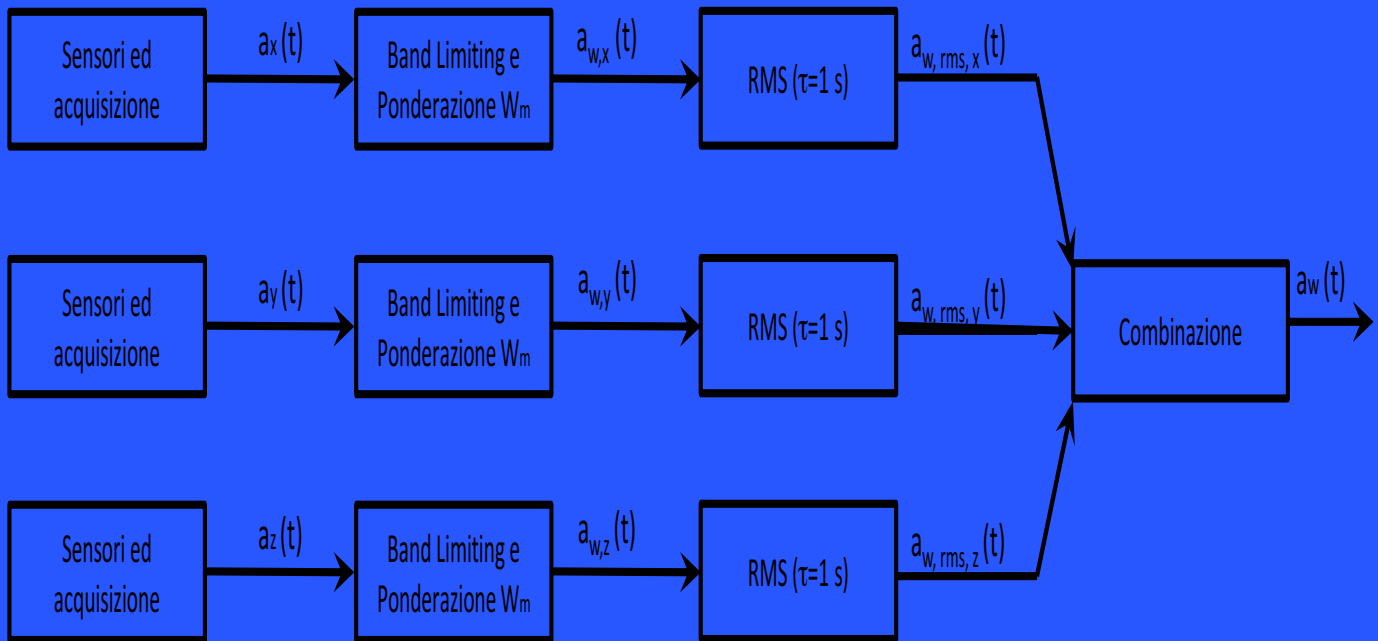 Sensori ed
acquisizione
ax (t)
Band Limiting e
Ponderazione Wm
aw,x (t)
RMS (τ=1 s)
aw, rms, x (t)
Sensori ed
acquisizione
ay (t)
Band Limiting e
Ponderazione Wm
aw,y (t)
RMS (τ=1 s)
aw, rms, y (t)
Combinazione
aw (t)
Sensori ed
acquisizione
az (t)
Band Limiting e
Ponderazione Wm
aw,z (t)
RMS (τ=1 s)
aw, rms, z (t)